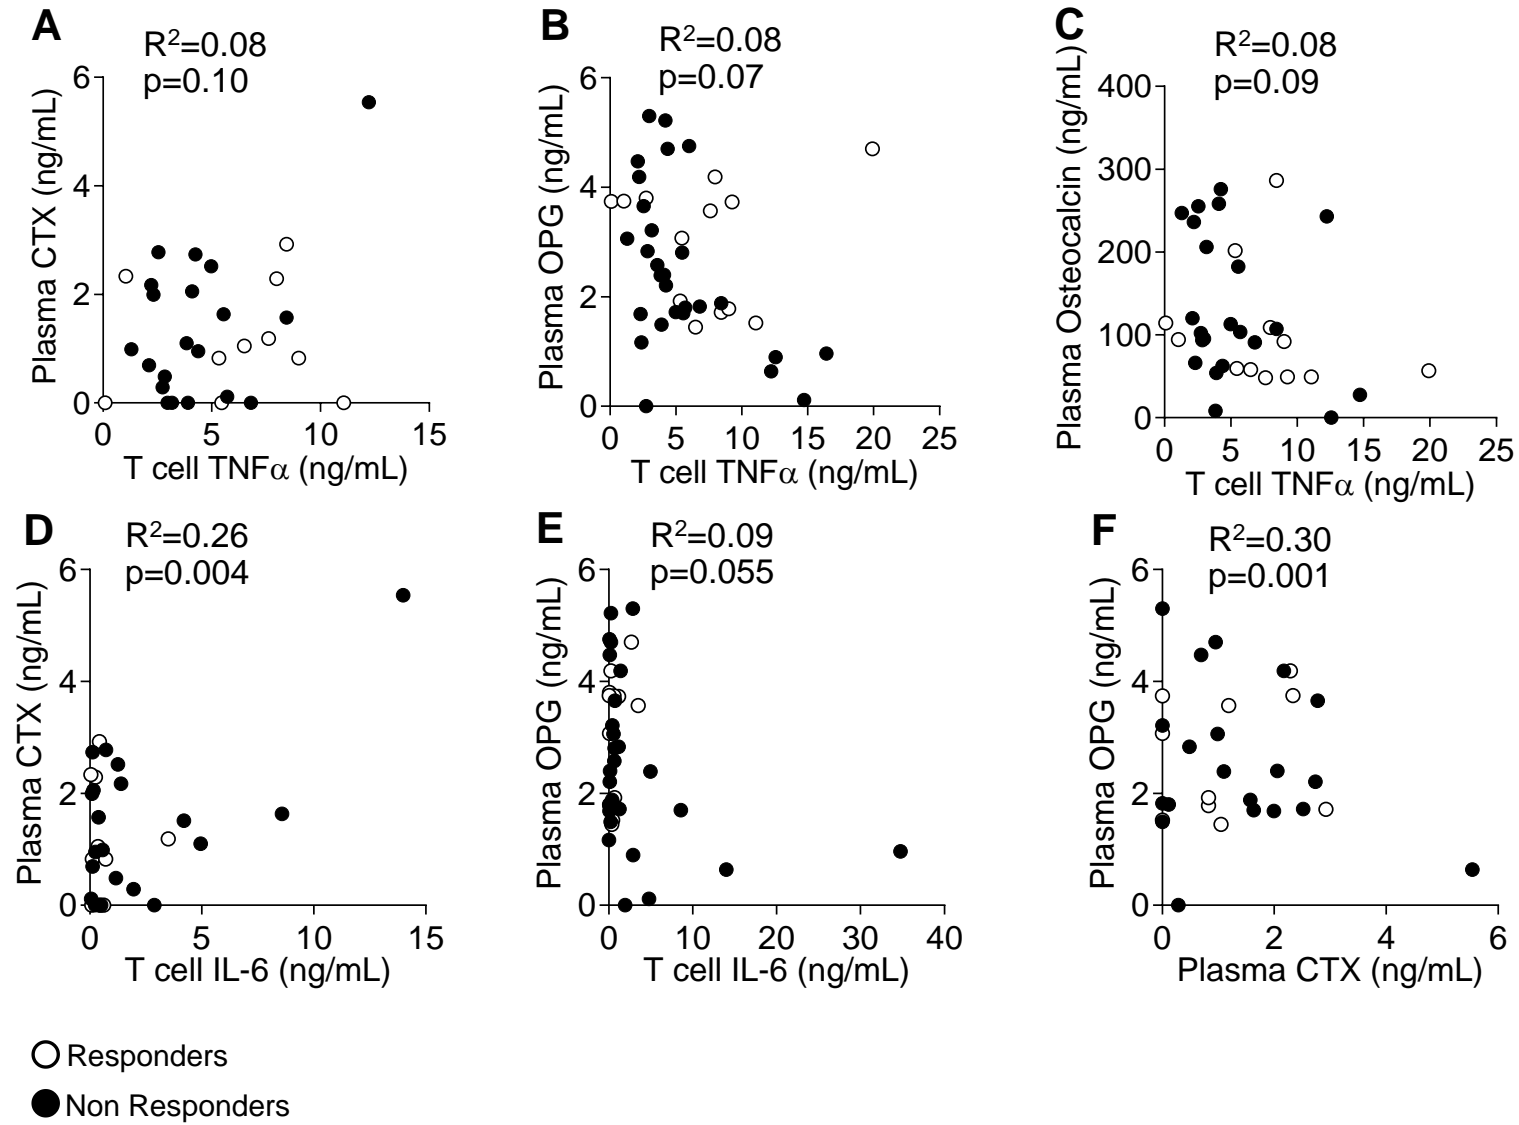 A
R²=0.08
p=0.10
Plasma CTX (ng/mL)
6
4
2
0
0 5 10 15
T cell TNFα (ng/mL)
B
R²=0.08
p=0.07
Plasma OPG (ng/mL)
6
4
2
0
0 5 10 15 20 25
T cell TNFα (ng/mL)
C
R²=0.08
p=0.09
Plasma Osteocalcin (ng/mL)
400
300
200
100
0
0 5 10 15 20 25
T cell TNFα (ng/mL)
D
R²=0.26
p=0.004
Plasma CTX (ng/mL)
6
4
2
0
0 5 10 15
T cell IL-6 (ng/mL)
E
R²=0.09
p=0.055
Plasma OPG (ng/mL)
6
4
2
0
0 10 20 30 40
T cell IL-6 (ng/mL)
F
R²=0.30
p=0.001
Plasma OPG (ng/mL)
6
4
2
0
0 2 4 6
Plasma CTX (ng/mL)
Responders
Non Responders